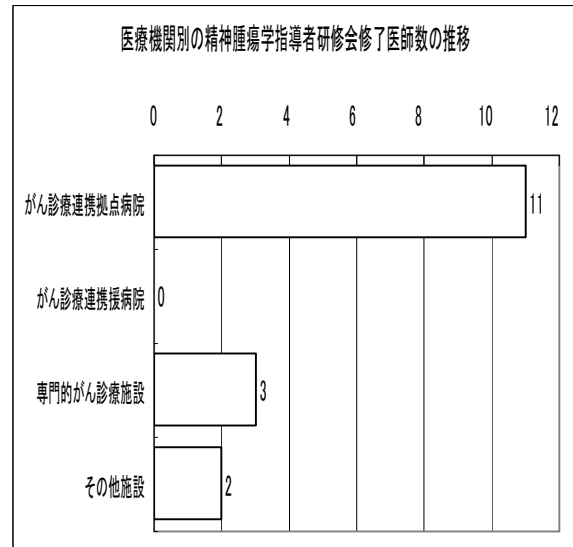 医療機関別の精神腫瘍学指導者研修会修了医師数の推移
0 2 4 6 8 10 12
がん診療連携拠点病院 11
がん診療連携援病院 0
専門的がん診療施設 3
その他施設 2